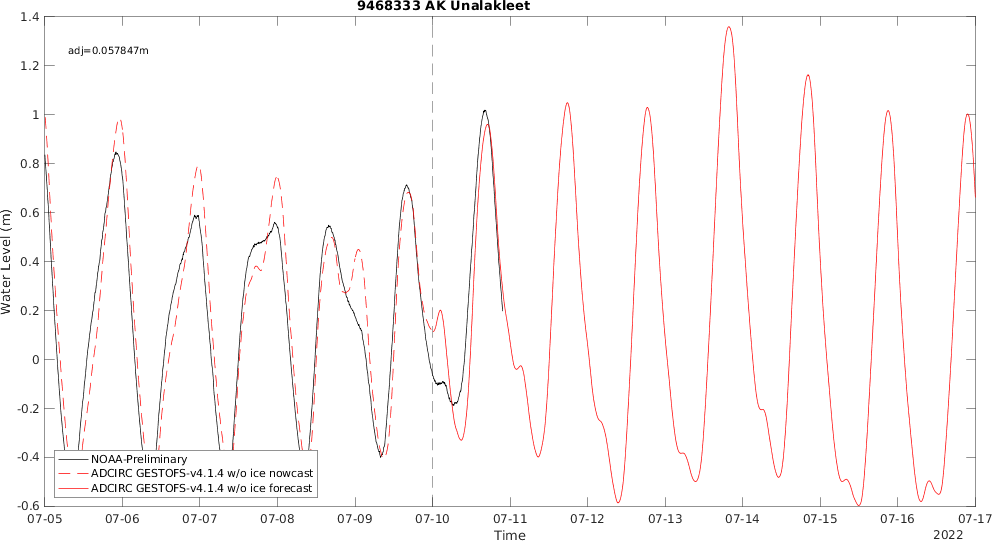 9468333 AK Unalakleet
adj=0.057847m
Water Level (m)
1.4
1.2
1
0.8
0.6
0.4
0.2
0
-0.2
-0.4
-0.6
NOAA-Preliminary
ADCIRC GESTOFS-v4.1.4 w/o ice nowcast
ADCIRC GESTOFS-v4.1.4 w/o ice forecast
07-05 07-06 07-07 07-08 07-09 07-10 07-11 07-12 07-13 07-14 07-15 07-16 07-17
Time
2022